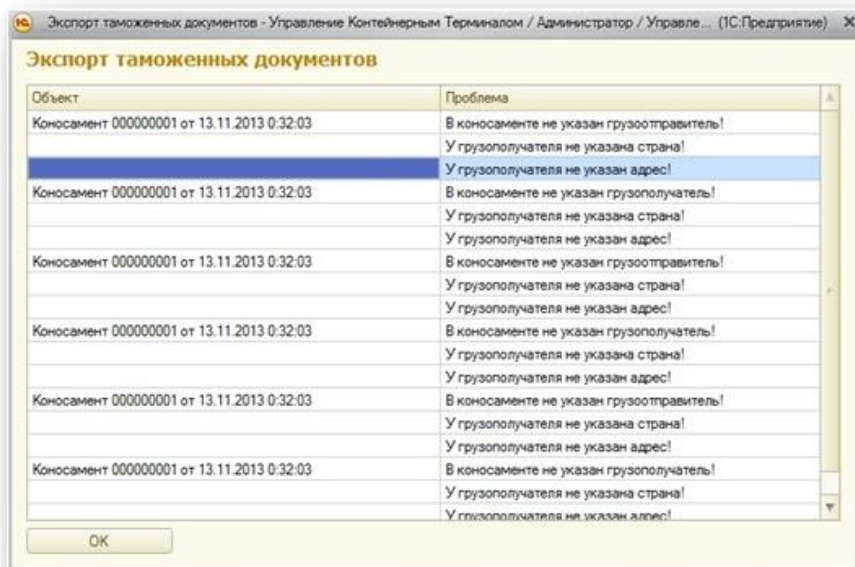 Экспорт таможенных документов - Управление Контейнерным Терминалом / Администратор / Управле... (1С:Предприятие)
Экспорт таможенных документов
Объект Проблема
Коносамент 000000001 от 13.11.2013 0:32:03 В коносаменте не указан грузоотправитель!
У грузополучателя не указана страна!
У грузополучателя не указан адрес!
Коносамент 000000001 от 13.11.2013 0:32:03 В коносаменте не указан грузополучатель!
У грузополучателя не указана страна!
У грузополучателя не указан адрес!
Коносамент 000000001 от 13.11.2013 0:32:03 В коносаменте не указан грузоотправитель!
У грузополучателя не указана страна!
У грузополучателя не указан адрес!
Коносамент 000000001 от 13.11.2013 0:32:03 В коносаменте не указан грузополучатель!
У грузополучателя не указана страна!
У грузополучателя не указан адрес!
Коносамент 000000001 от 13.11.2013 0:32:03 В коносаменте не указан грузоотправитель!
У грузополучателя не указана страна!
У грузополучателя не указан адрес!
Коносамент 000000001 от 13.11.2013 0:32:03 В коносаменте не указан грузополучатель!
У грузополучателя не указана страна!
У грузополучателя не указан адрес!
OK